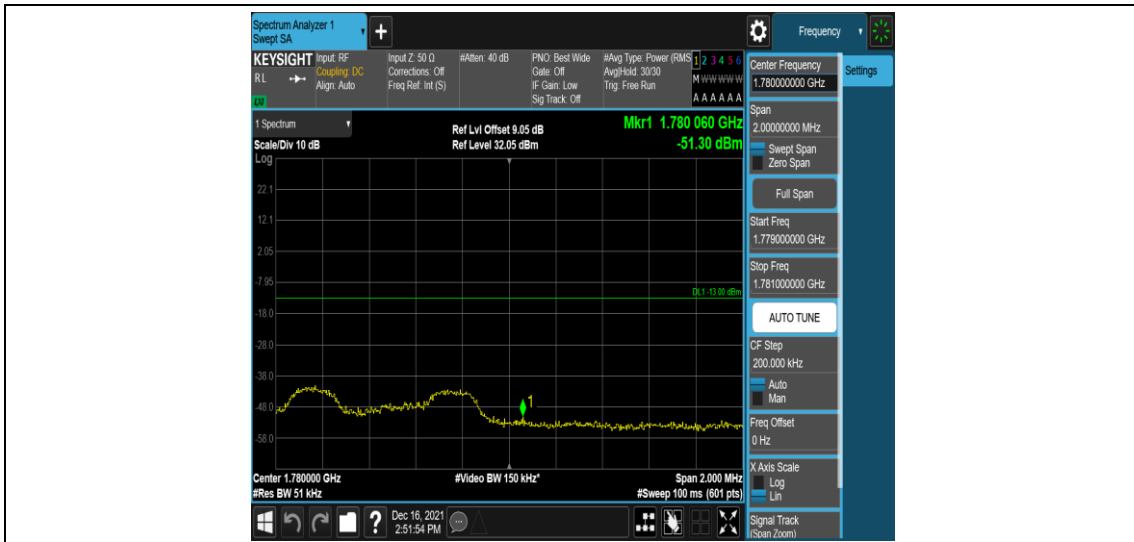 Spectrum Analyzer 1
Swept SA
+
Frequency
KEYSIGHT
RL
LXI
Input: RF
Coupling: DC
Align: Auto
Input Z: 50 Ω
Corrections: Off
Freq Ref: Int (S)
#Atten: 40 dB
PNO: Best Wide
Gate: Off
IF Gain: Low
Sig Track: Off
#Avg Type: Power (RMS
Avg|Hold: 30/30
Trig: Free Run
1 2 3 4 5 6
M W W W W W
A A A A A A
1 Spectrum
Scale/Div 10 dB
Log
Ref Lvl Offset 9.05 dB
Ref Level 32.05 dBm
Mkr1 1.780 060 GHz
-51.30 dBm
22.1
12.1
2.05
-7.95
DL1 -13.00 dBm
-18.0
-28.0
-38.0
-48.0
1
-58.0
Center 1.780000 GHz
#Res BW 51 kHz
#Video BW 150 kHz*
Span 2.000 MHz
#Sweep 100 ms (601 pts)
?
Dec 16, 2021
2:51:54 PM
Center Frequency
1.780000000 GHz
Settings
Span
2.00000000 MHz
Swept Span
Zero Span
Full Span
Start Freq
1.779000000 GHz
Stop Freq
1.781000000 GHz
AUTO TUNE
CF Step
200.000 kHz
Auto
Man
Freq Offset
0 Hz
X Axis Scale
Log
Lin
Signal Track
(Span Zoom)